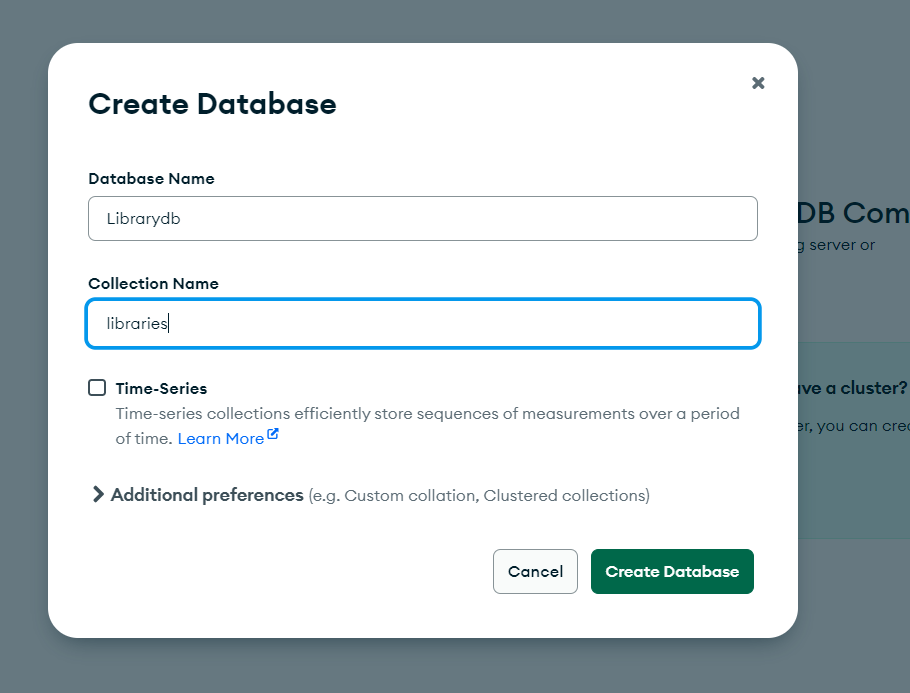 Create Database
Database Name
Librarydb
Collection Name
libraries
Time-Series
Time-series collections efficiently store sequences of measurements over a period
of time. Learn More
Additional preferences (e.g. Custom collation, Clustered collections)
Cancel
Create Database
DB Com
g server or
ave a cluster?
er, you can crea